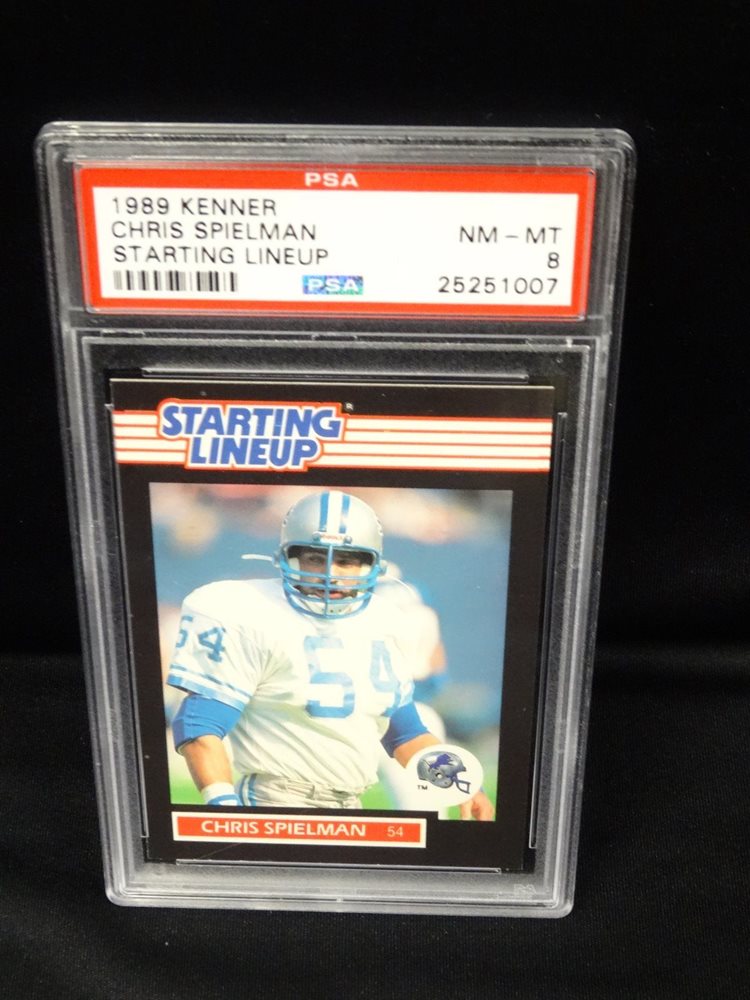 PSA
1989 KENNER
CHRIS SPIELMAN NM - MT
STARTING LINEUP 8
PSA 25251007
STARTING ®
LINEUP
54
54
TM
CHRIS SPIELMAN 54